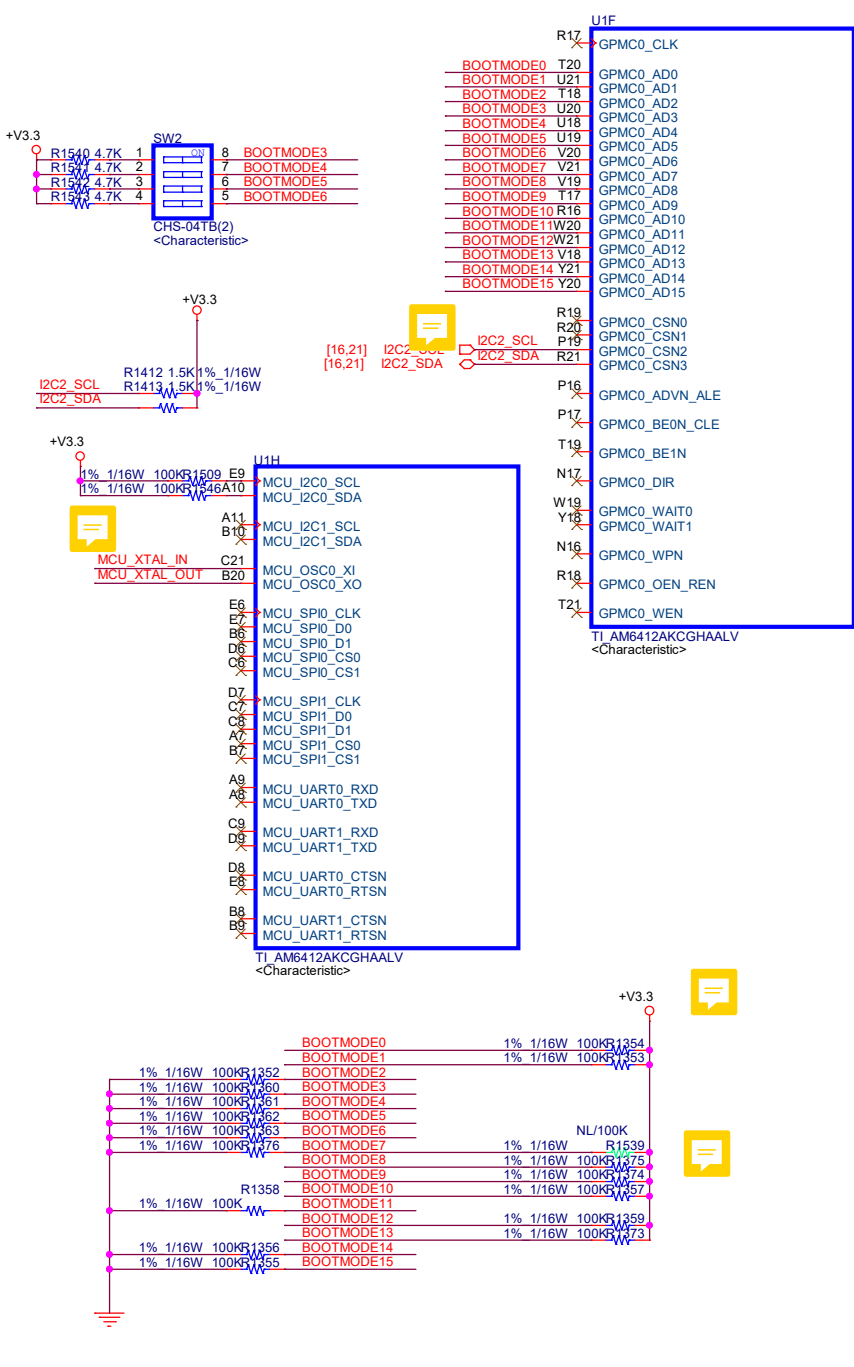 U1F
R17 GPMC0_CLK
BOOTMODE0 T20 GPMC0_AD0
BOOTMODE1 U21 GPMC0_AD1
BOOTMODE2 T18 GPMC0_AD2
BOOTMODE3 U20 GPMC0_AD3
BOOTMODE4 U18 GPMC0_AD4
BOOTMODE5 U19 GPMC0_AD5
BOOTMODE6 V20 GPMC0_AD6
BOOTMODE7 V21 GPMC0_AD7
BOOTMODE8 V19 GPMC0_AD8
BOOTMODE9 T17 GPMC0_AD9
BOOTMODE10 R16 GPMC0_AD10
BOOTMODE11 W20 GPMC0_AD11
BOOTMODE12 W21 GPMC0_AD12
BOOTMODE13 V18 GPMC0_AD13
BOOTMODE14 Y21 GPMC0_AD14
BOOTMODE15 Y20 GPMC0_AD15
R19 GPMC0_CSN0
R20 GPMC0_CSN1
[16,21] I2C2_SCL I2C2_SCL P19 GPMC0_CSN2
[16,21] I2C2_SDA I2C2_SDA R21 GPMC0_CSN3
P16 GPMC0_ADVN_ALE
P17 GPMC0_BE0N_CLE
T19 GPMC0_BE1N
N17 GPMC0_DIR
W19 GPMC0_WAIT0
Y18 GPMC0_WAIT1
N16 GPMC0_WPN
R18 GPMC0_OEN_REN
T21 GPMC0_WEN
TI_AM6412AKCGHAALV
<Characteristic>
+V3.3
SW2
ON
R1540 4.7K 1 8 BOOTMODE3
R1541 4.7K 2 7 BOOTMODE4
R1542 4.7K 3 6 BOOTMODE5
R1543 4.7K 4 5 BOOTMODE6
CHS-04TB(2)
<Characteristic>
+V3.3
R1412 1.5K 1%_1/16W
I2C2_SCL R1413 1.5K 1%_1/16W
I2C2_SDA
+V3.3
U1H
1% 1/16W 100K R1509 E9 MCU_I2C0_SCL
1% 1/16W 100K R1546 A10 MCU_I2C0_SDA
A11 MCU_I2C1_SCL
B10 MCU_I2C1_SDA
MCU_XTAL_IN C21 MCU_OSC0_XI
MCU_XTAL_OUT B20 MCU_OSC0_XO
E6 MCU_SPI0_CLK
E7 MCU_SPI0_D0
B6 MCU_SPI0_D1
D6 MCU_SPI0_CS0
C6 MCU_SPI0_CS1
D7 MCU_SPI1_CLK
C7 MCU_SPI1_D0
C8 MCU_SPI1_D1
A7 MCU_SPI1_CS0
B7 MCU_SPI1_CS1
A9 MCU_UART0_RXD
A8 MCU_UART0_TXD
C9 MCU_UART1_RXD
D9 MCU_UART1_TXD
D8 MCU_UART0_CTSN
E8 MCU_UART0_RTSN
B8 MCU_UART1_CTSN
B9 MCU_UART1_RTSN
TI_AM6412AKCGHAALV
<Characteristic>
+V3.3
BOOTMODE0 1% 1/16W 100K R1354
BOOTMODE1 1% 1/16W 100K R1353
1% 1/16W 100K R1352 BOOTMODE2
1% 1/16W 100K R1360 BOOTMODE3
1% 1/16W 100K R1361 BOOTMODE4
1% 1/16W 100K R1362 BOOTMODE5
1% 1/16W 100K R1363 BOOTMODE6
NL/100K
1% 1/16W 100K R1376 BOOTMODE7 1% 1/16W R1539
BOOTMODE8 1% 1/16W 100K R1375
BOOTMODE9 1% 1/16W 100K R1374
BOOTMODE10 1% 1/16W 100K R1357
R1358
1% 1/16W 100K BOOTMODE11
BOOTMODE12 1% 1/16W 100K R1359
BOOTMODE13 1% 1/16W 100K R1373
1% 1/16W 100K R1356 BOOTMODE14
1% 1/16W 100K R1355 BOOTMODE15